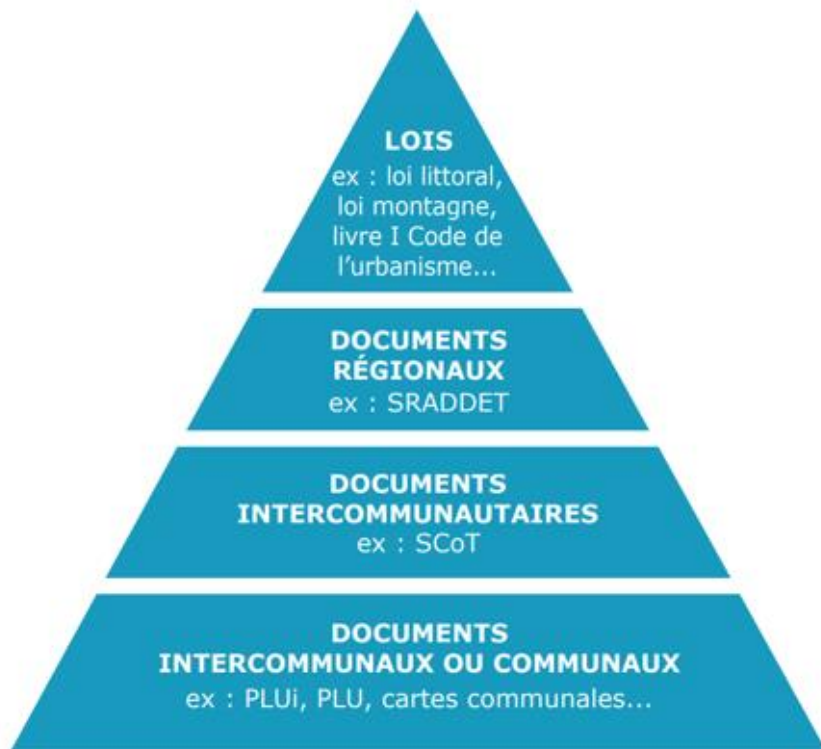 LOIS
ex : loi littoral,
loi montagne,
livre I Code de
l'urbanisme...
DOCUMENTS
RÉGIONAUX
ex : SRADDET
DOCUMENTS
INTERCOMMUNAUTAIRES
ex : SCoT
DOCUMENTS
INTERCOMMUNAUX OU COMMUNAUX
ex : PLUi, PLU, cartes communales...